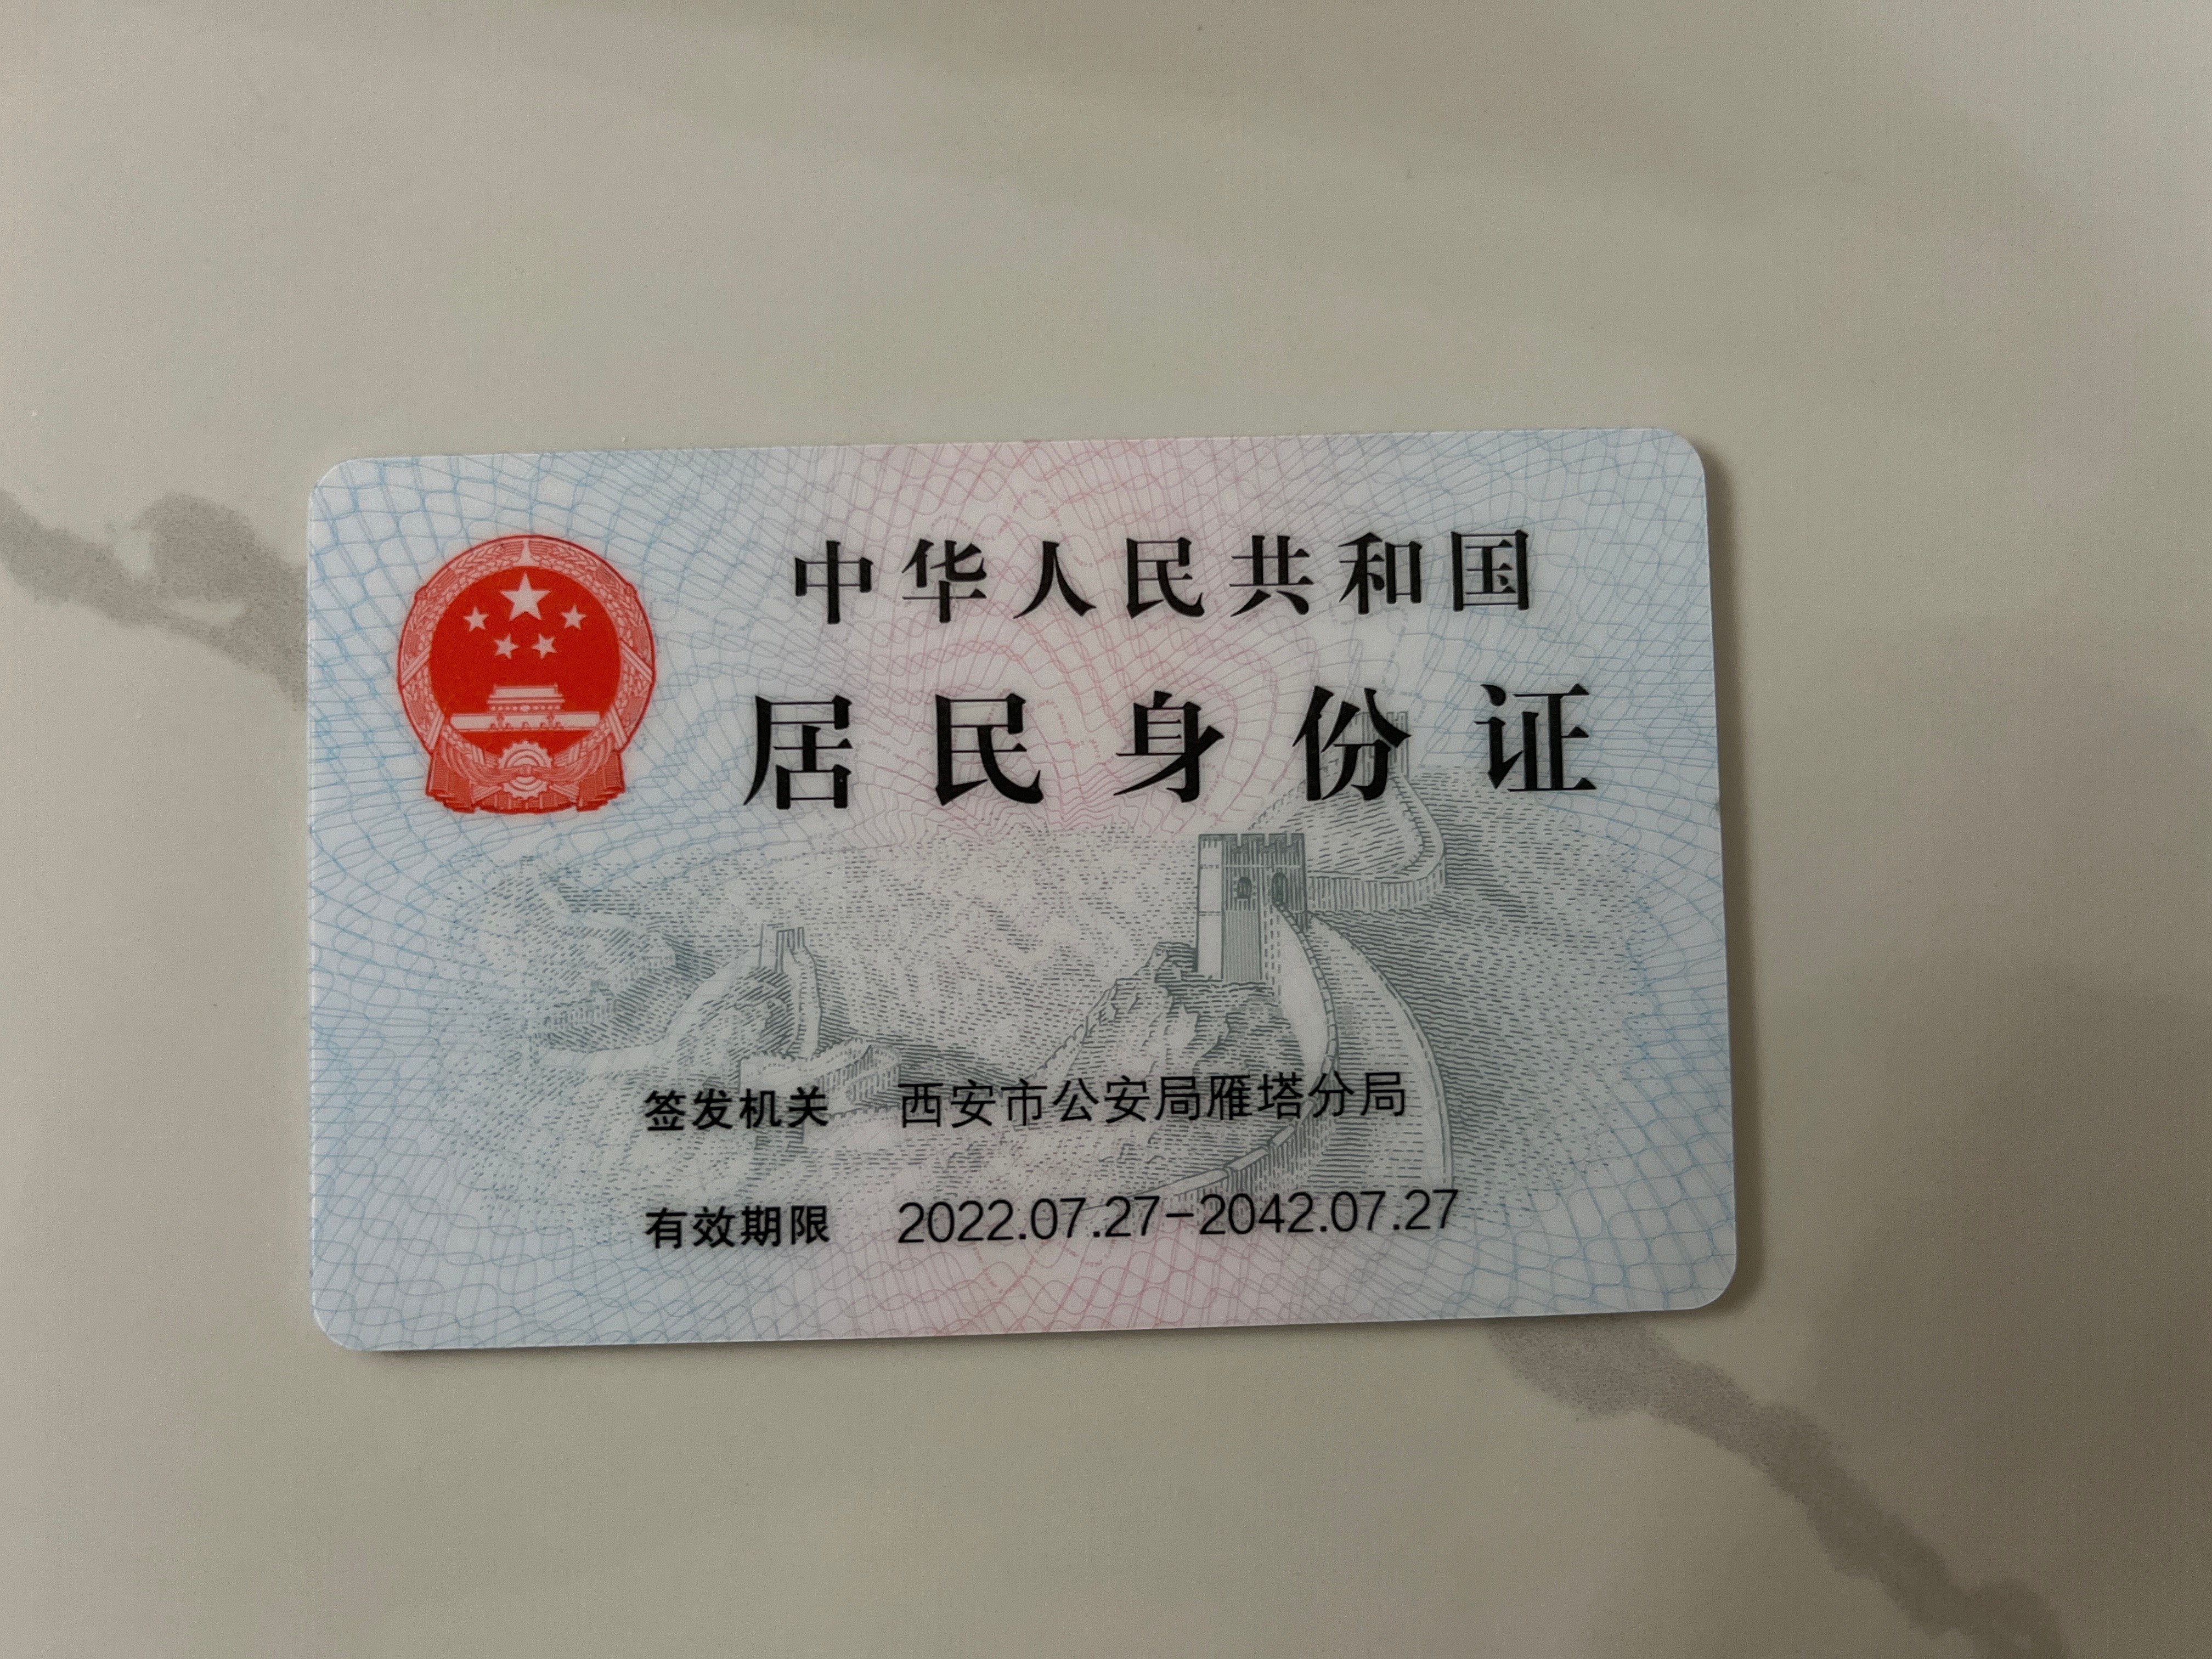 中华人民共和国
居民身份证
签发机关 西安市公安局雁塔分局
有效期限 2022.07.27-2042.07.27